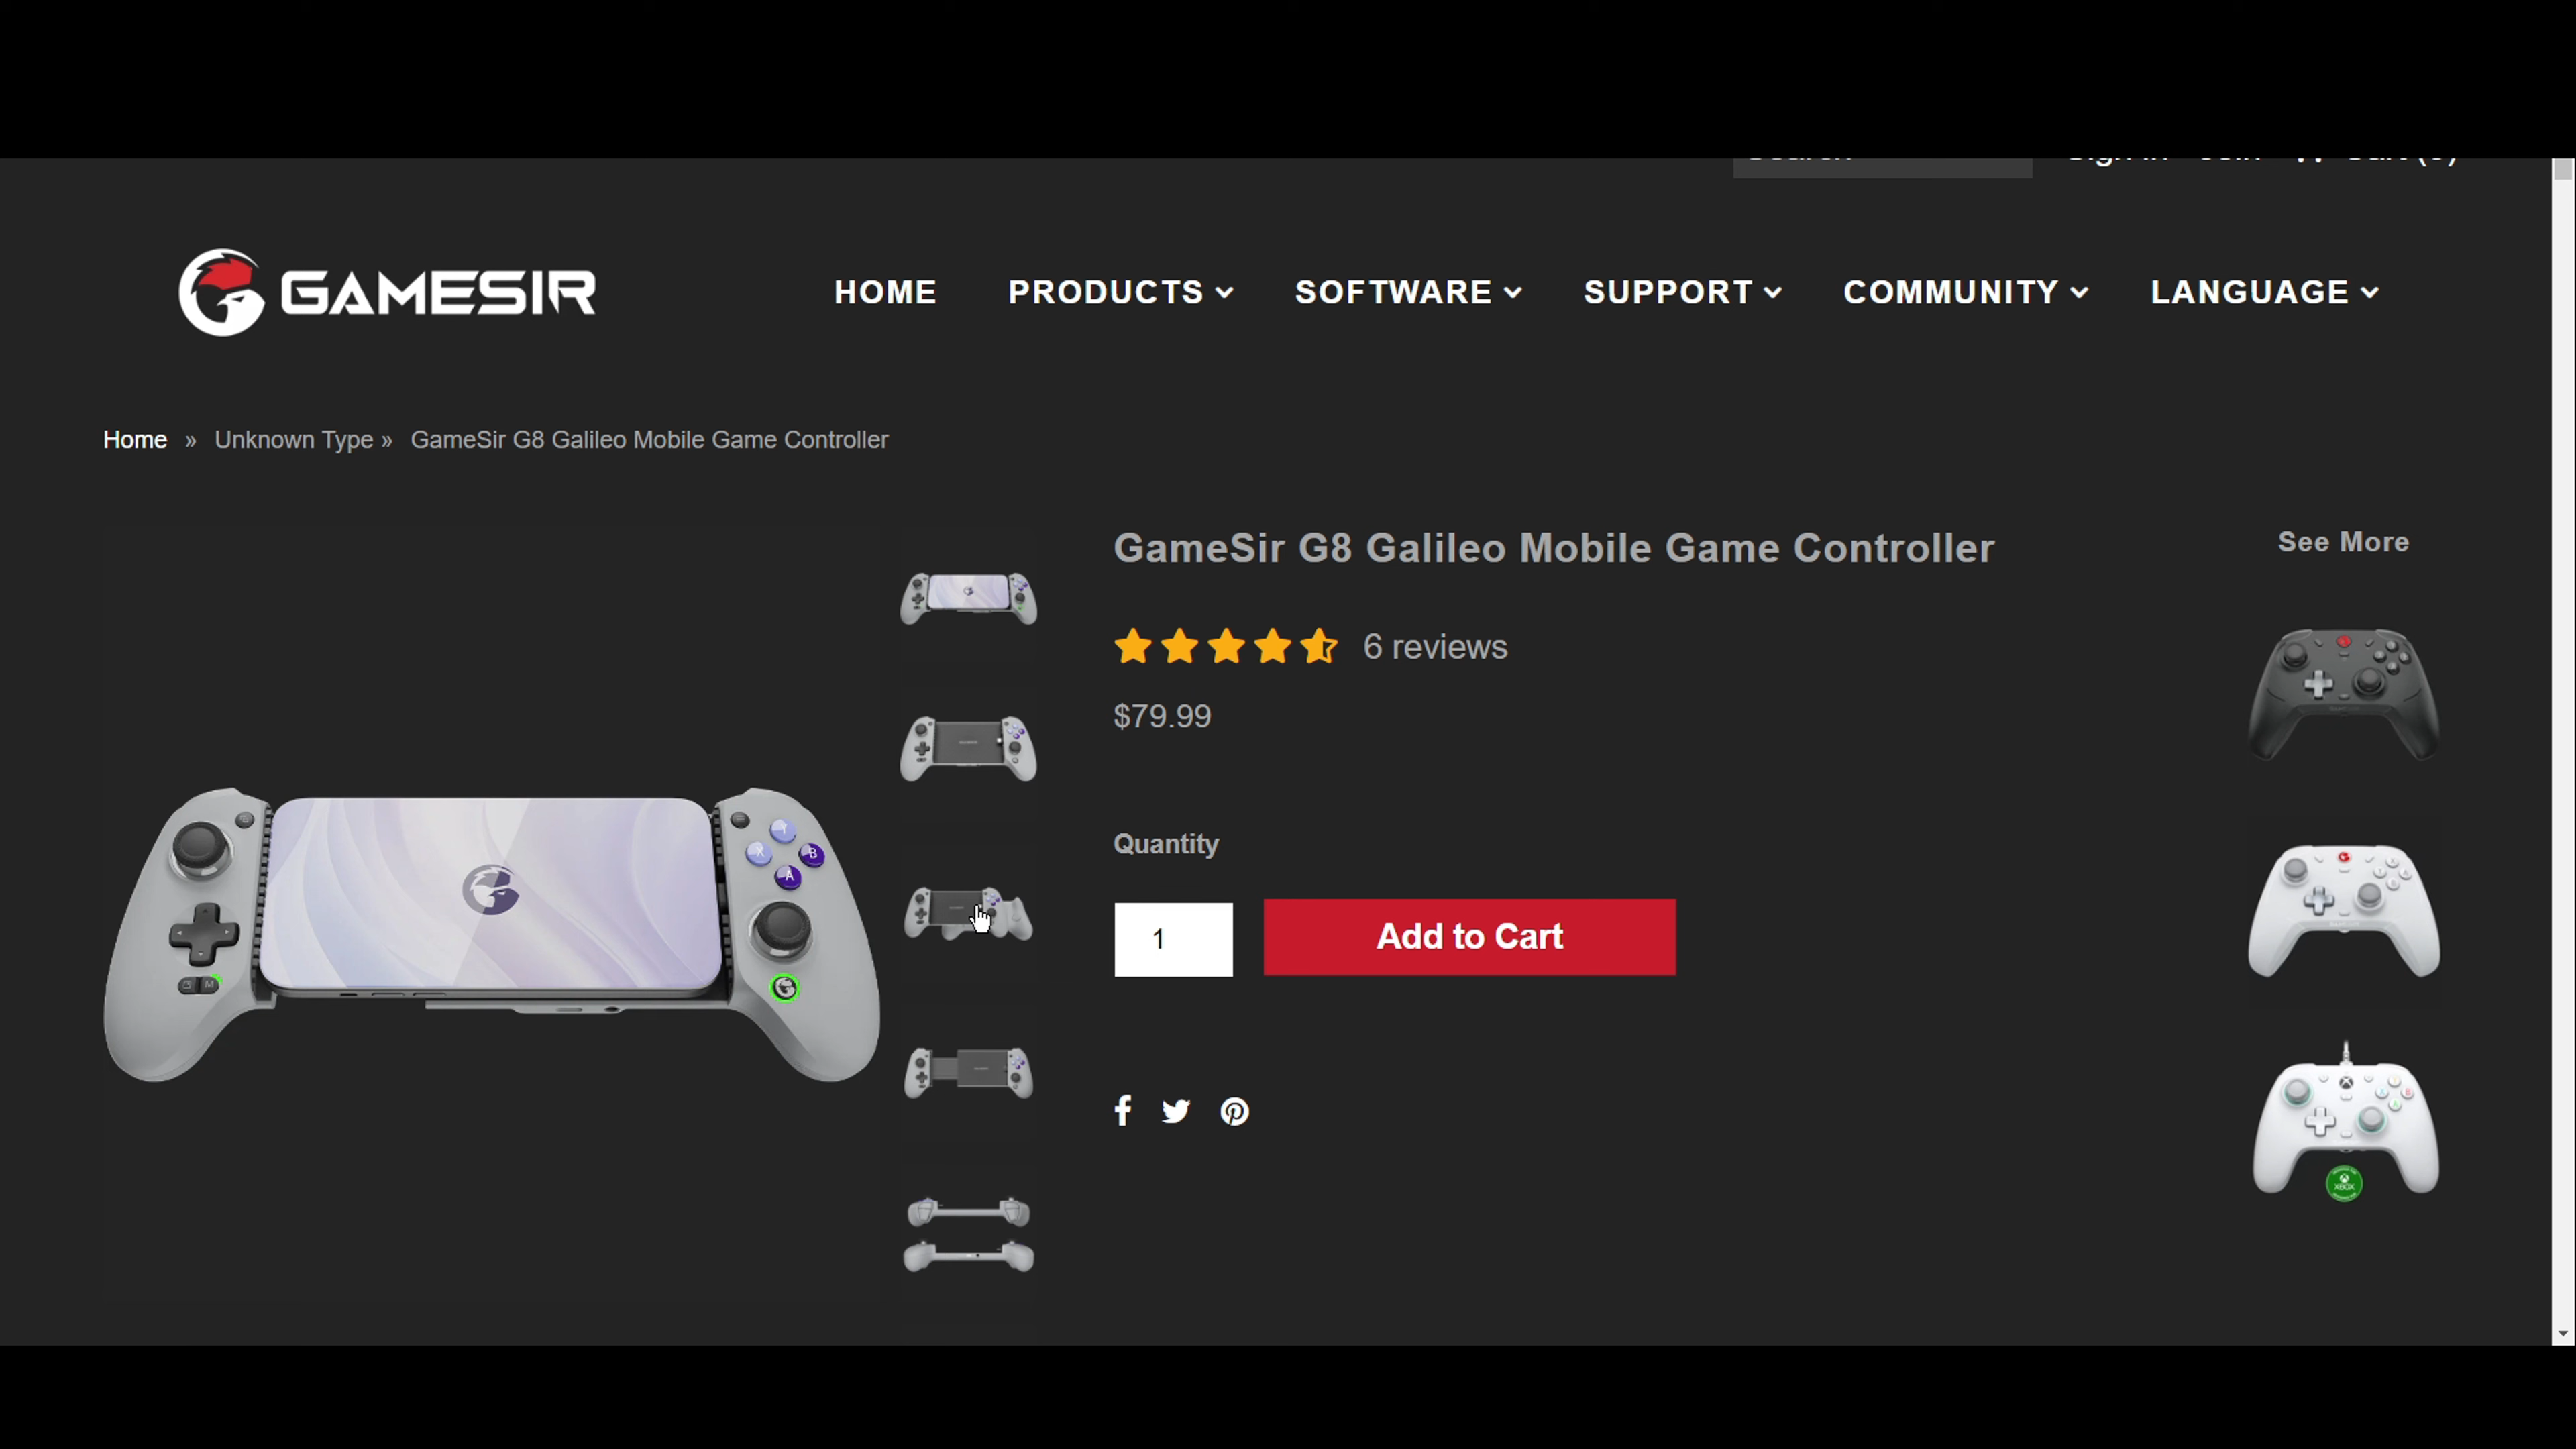 GAMESIR
HOME PRODUCTS SOFTWARE SUPPORT COMMUNITY LANGUAGE
Home » Unknown Type » GameSir G8 Galileo Mobile Game Controller
GameSir G8 Galileo Mobile Game Controller
6 reviews
$79.99
Quantity
1
Add to Cart
See More
Y
X
B
A
M
XBOX